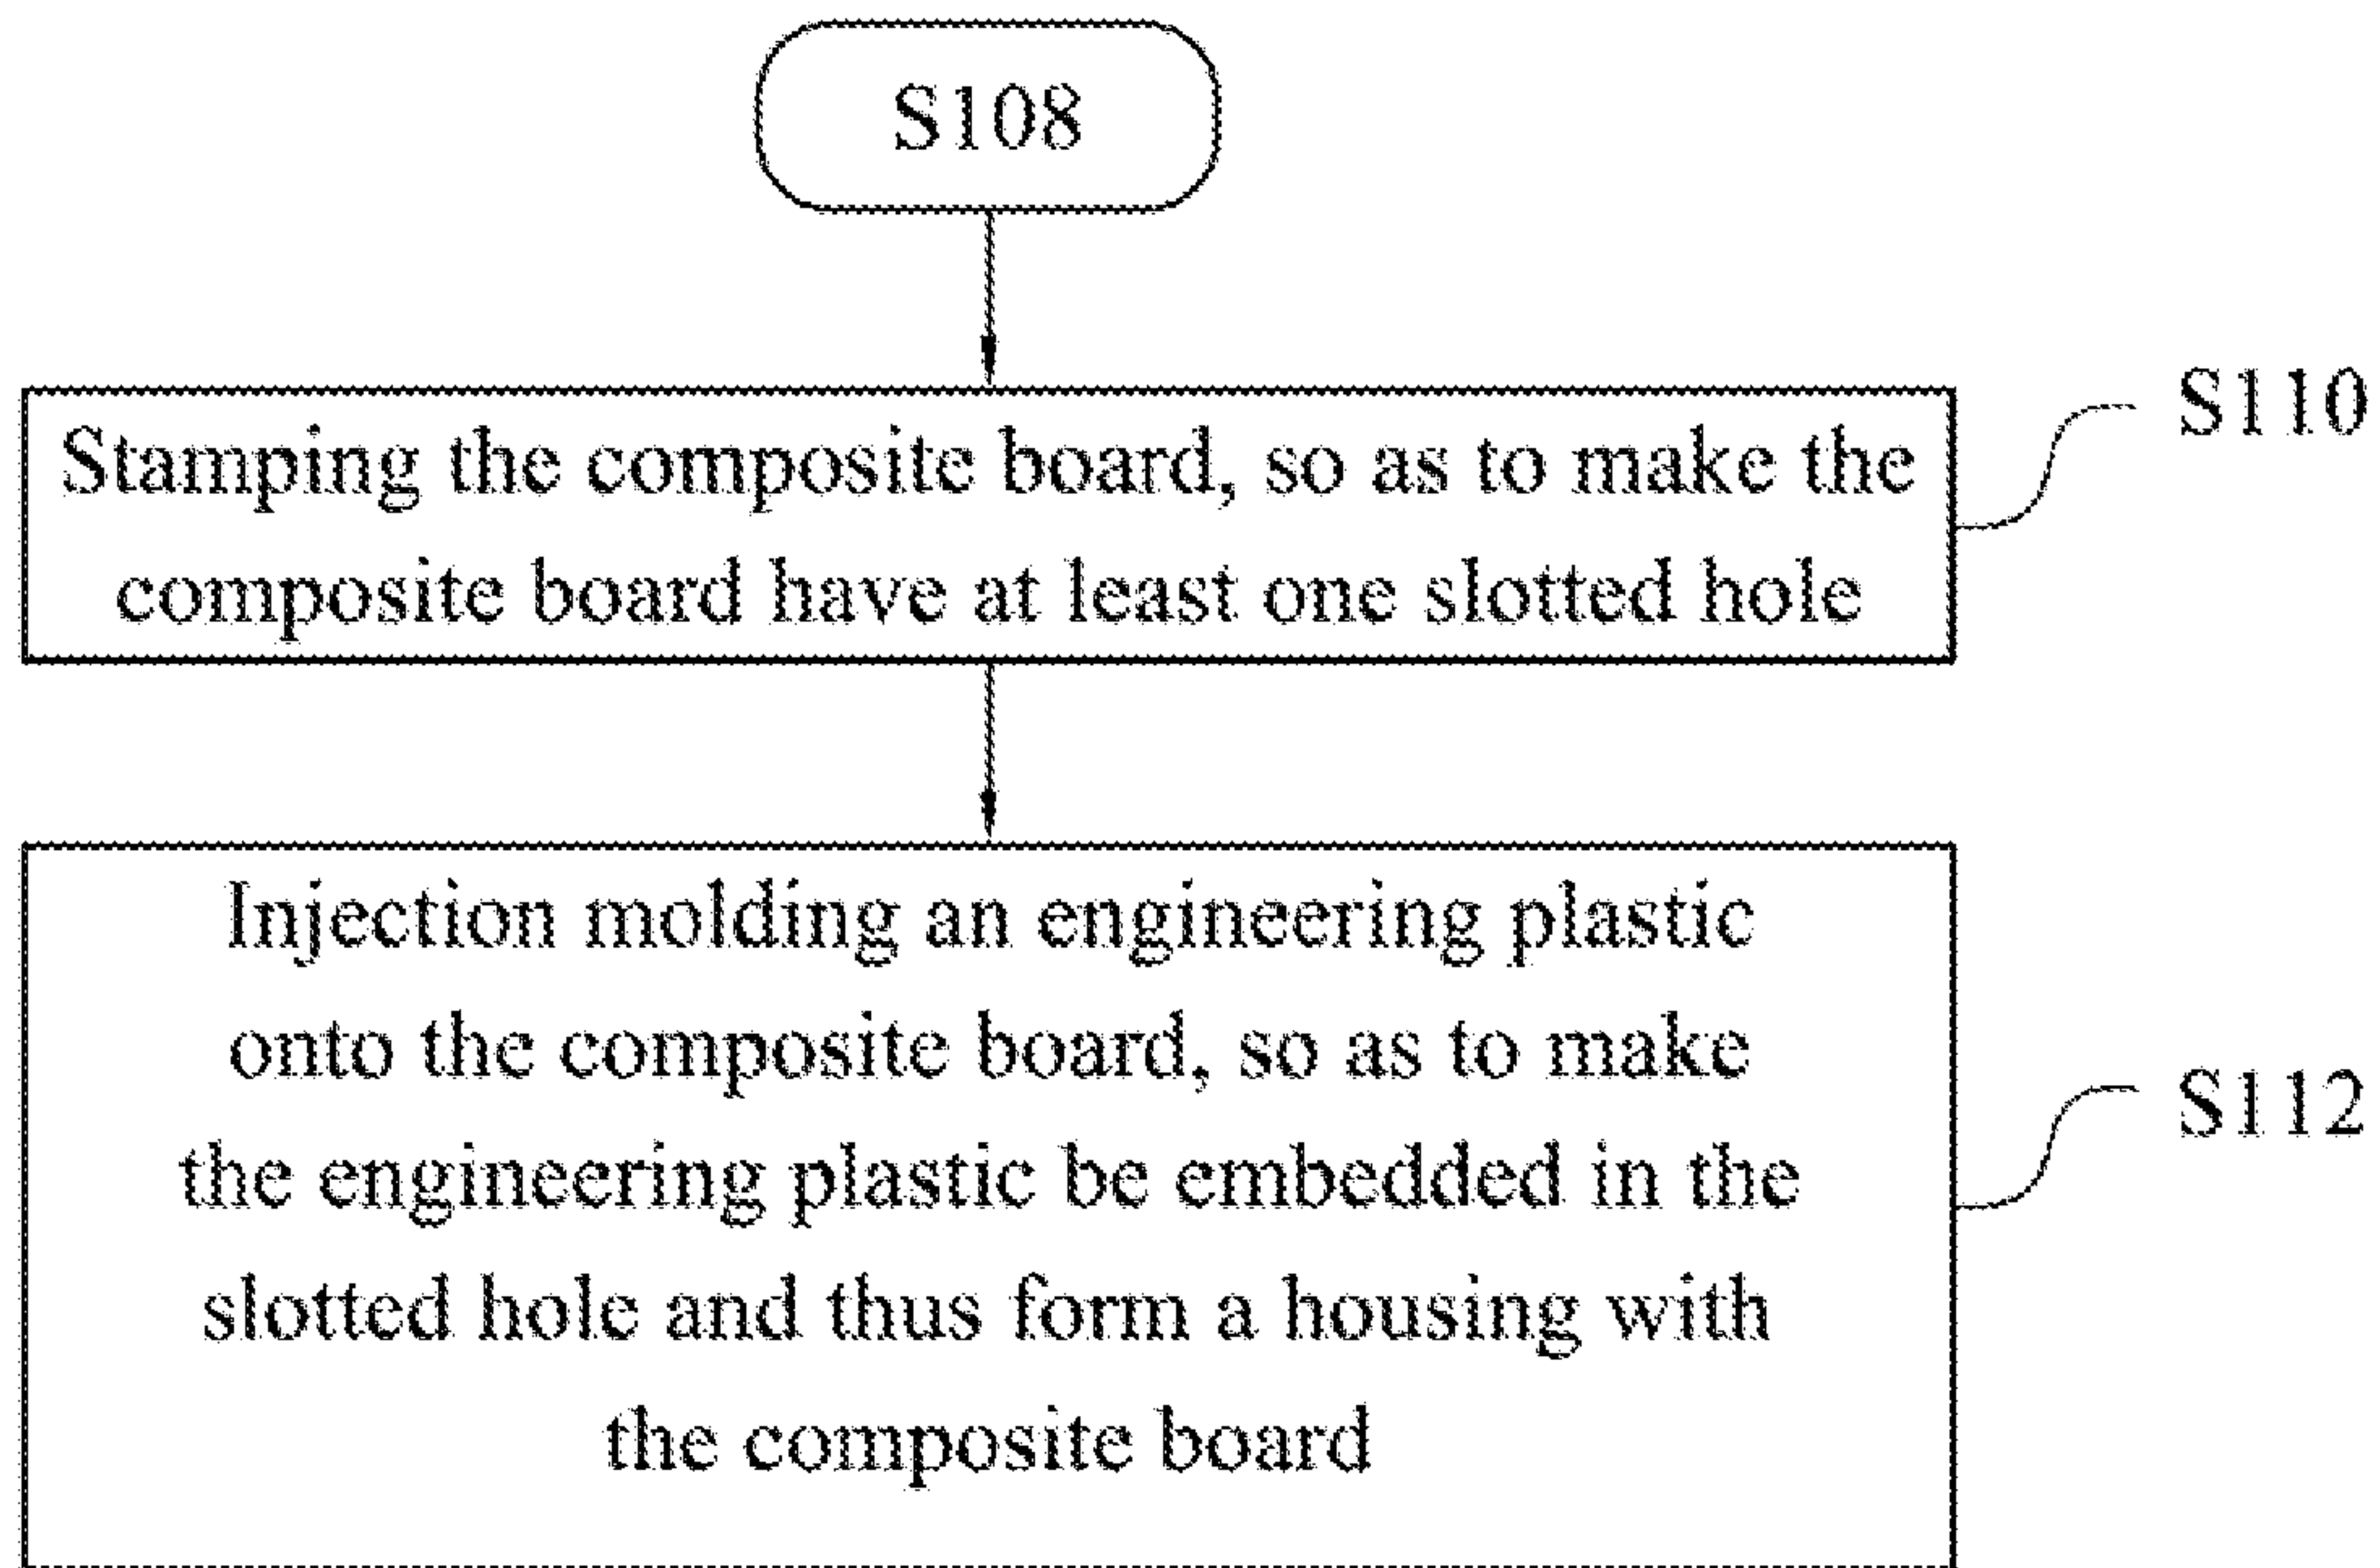 S108
Stamping the composite board, so as to make the
composite board have at least one slotted hole
S110
Injection molding an engineering plastic
onto the composite board, so as to make
the engineering plastic be embedded in the
slotted hole and thus form a housing with
the composite board
S112